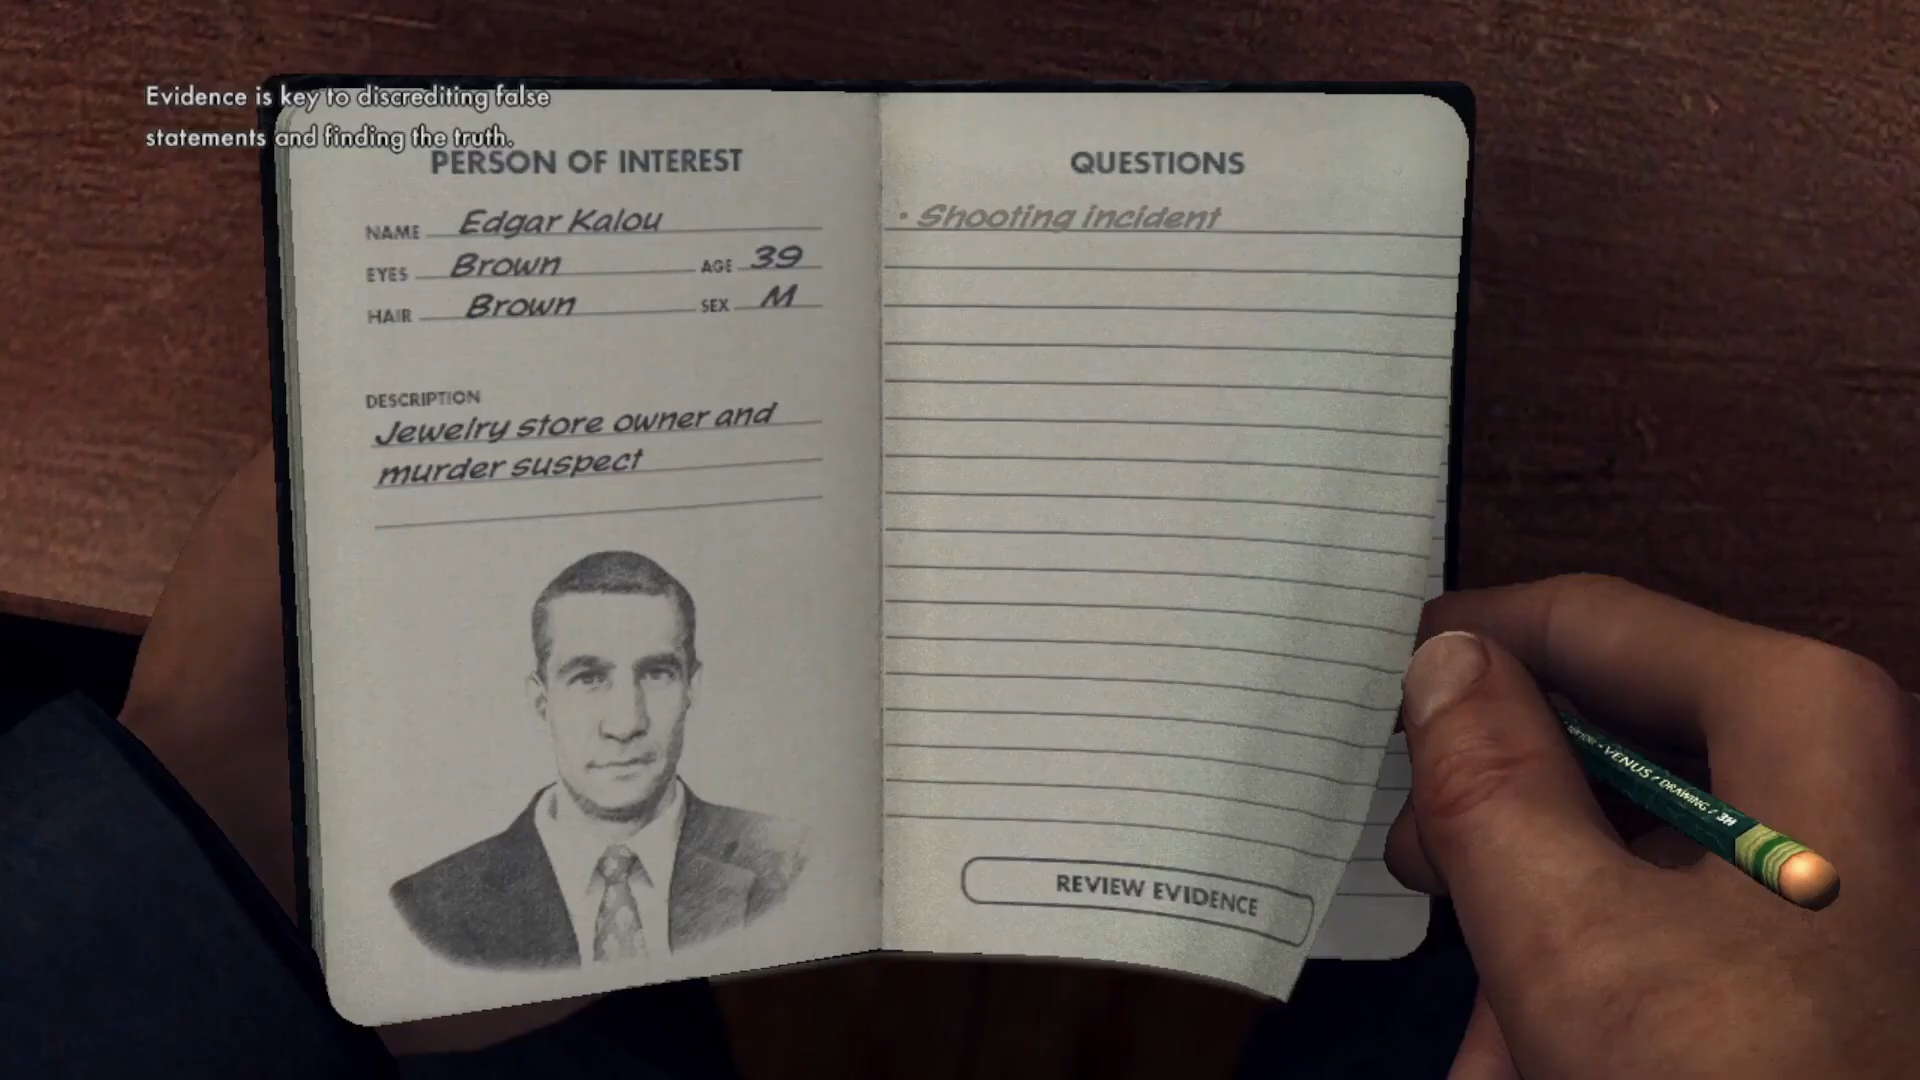 Evidence is key to discrediting false
statements and finding the truth.
PERSON OF INTEREST
NAME Edgar Kalou
EYES Brown AGE 39
HAIR Brown SEX M
DESCRIPTION
Jewelry store owner and
murder suspect
QUESTIONS
• Shooting incident
REVIEW EVIDENCE
• VENUS / DRAWING / 3H